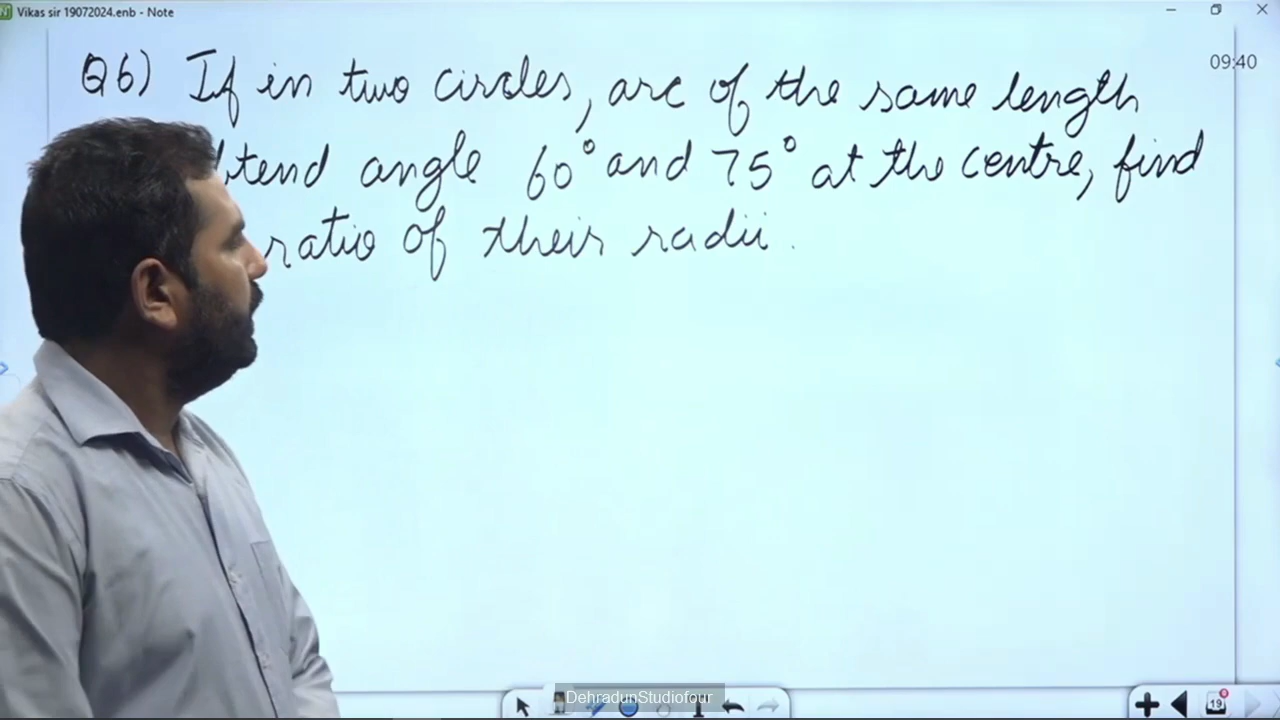 Vikas sir 19072024.enb - Note
09:40
Q6) If in two circles, arc of the same length
tend angle 60° and 75° at the centre, find
ratio of their radii.
DehradunStudiofour
19